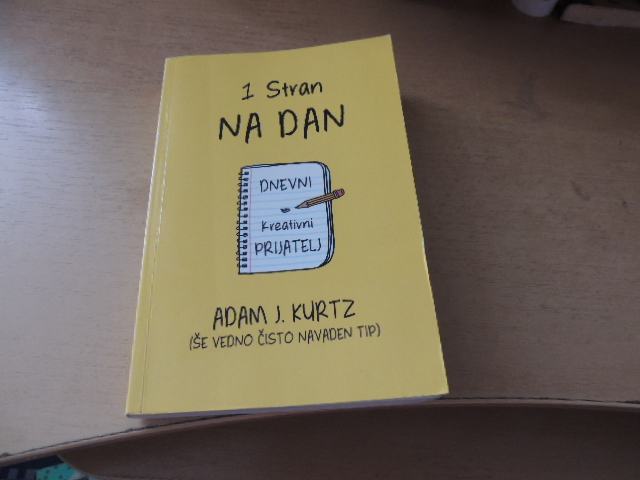 1 Stran
NA DAN
DNEVNI
kreativni
PRIJATELJ
ADAM J. KURTZ
(ŠE VEDNO ČISTO NAVADEN TIP)